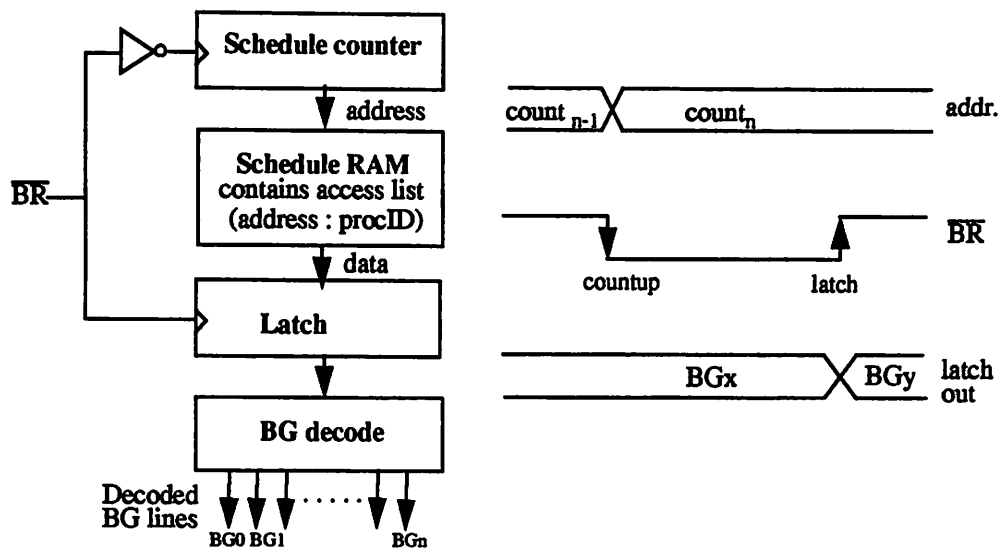 Schedule counter
address
Schedule RAM
contains access list
(address : procID)
data
BR
Latch
BG decode
Decoded
BG lines
BG0 BG1 ...... BGn
count n-1
countn
addr.
BR
countup
latch
BGx
BGy
latch
out